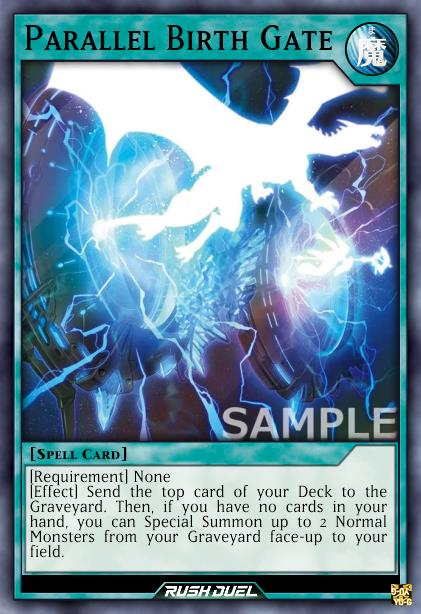 PARALLEL BIRTH GATE
ま
魔
SAMPLE
[SPELL CARD]
[Requirement] None
[Effect] Send the top card of your Deck to the
Graveyard. Then, if you have no cards in your
hand, you can Special Summon up to 2 Normal
Monsters from your Graveyard face-up to your
field.
RUSH DUEL